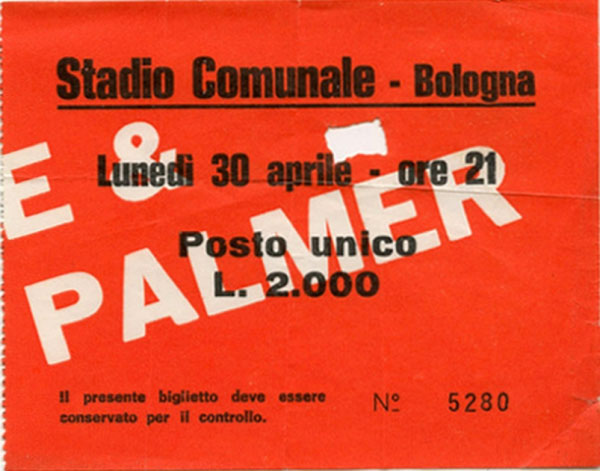 Stadio Comunale - Bologna
E &
Lunedì 30 aprile - ore 21
PALMER
Posto unico
L. 2.000
Il presente biglietto deve essere
conservato per il controllo.
Nº 5280